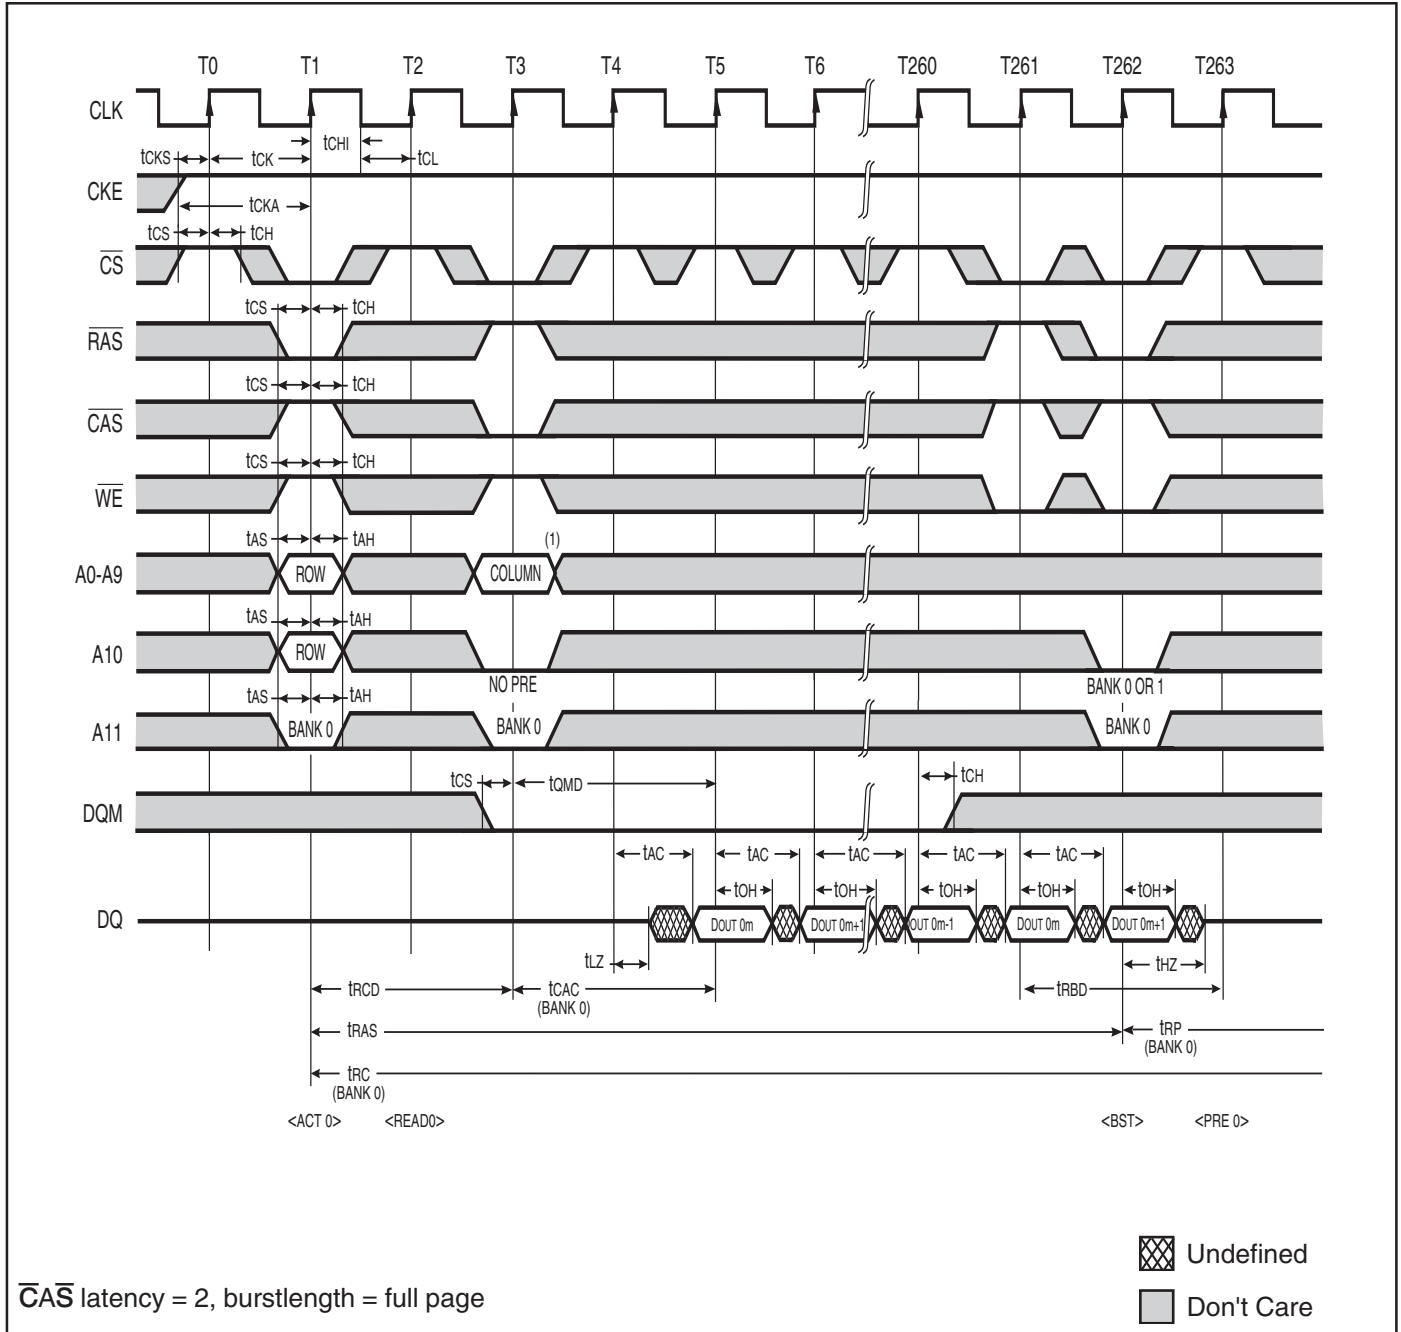 T0 T1 T2 T3 T4 T5 T6 T260 T261 T262 T263
CLK
tCHI
tCKS tCK tCL
CKE
tCKA
tCS tCH
CS
tCS tCH
RAS
tCS tCH
CAS
tCS tCH
WE
tAS tAH (1)
A0-A9 ROW COLUMN
tAS tAH
A10 ROW
NO PRE BANK 0 OR 1
tAS tAH
A11 BANK 0 BANK 0 BANK 0
tCS tQMD tCH
DQM
tAC tAC tAC tAC tAC
tOH tOH tOH tOH tOH
DQ DOUT 0m DOUT 0m+1 OUT 0m-1 DOUT 0m DOUT 0m+1
tLZ tHZ
tRCD tCAC tRBD
(BANK 0)
tRAS tRP
(BANK 0)
tRC
(BANK 0)
<ACT 0> <READ0> <BST> <PRE 0>
Undefined
CAS latency = 2, burstlength = full page
Don't Care